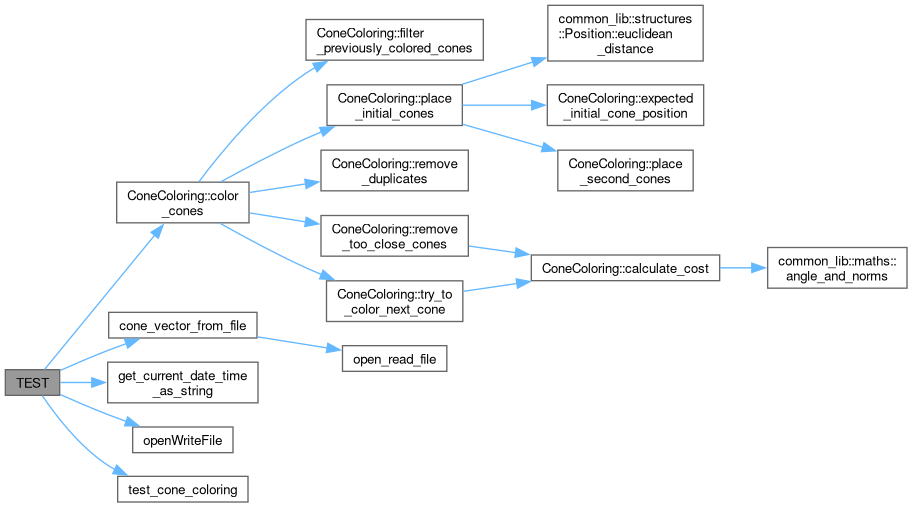 TEST
ConeColoring::color
_cones
ConeColoring::filter
_previously_colored_cones
ConeColoring::place
_initial_cones
common_lib::structures
::Position::euclidean
_distance
ConeColoring::expected
_initial_cone_position
ConeColoring::place
_second_cones
ConeColoring::remove
_duplicates
ConeColoring::remove
_too_close_cones
ConeColoring::calculate_cost
common_lib::maths::
angle_and_norms
ConeColoring::try_to
_color_next_cone
cone_vector_from_file
open_read_file
get_current_date_time
_as_string
openWriteFile
test_cone_coloring